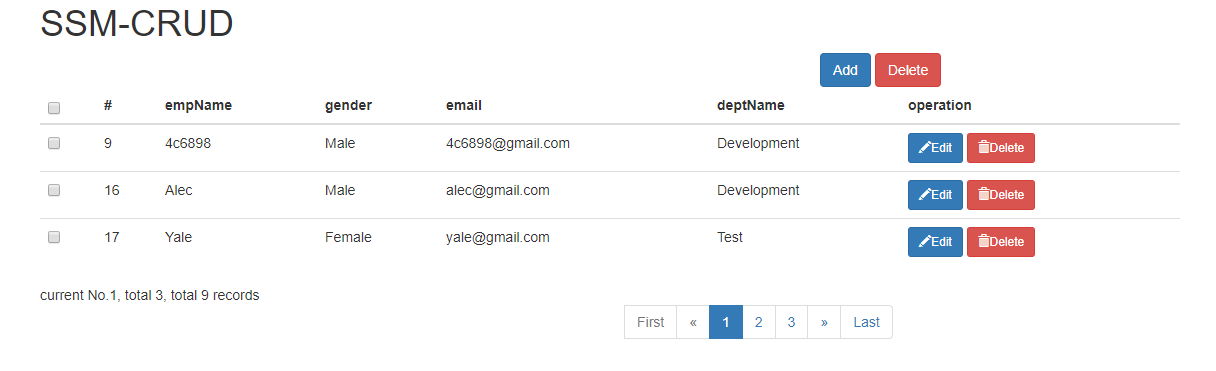 SSM-CRUD
Add Delete
# empName gender email deptName operation
9 4c6898 Male 4c6898@gmail.com Development Edit Delete
16 Alec Male alec@gmail.com Development Edit Delete
17 Yale Female yale@gmail.com Test Edit Delete
current No.1, total 3, total 9 records
First « 1 2 3 » Last